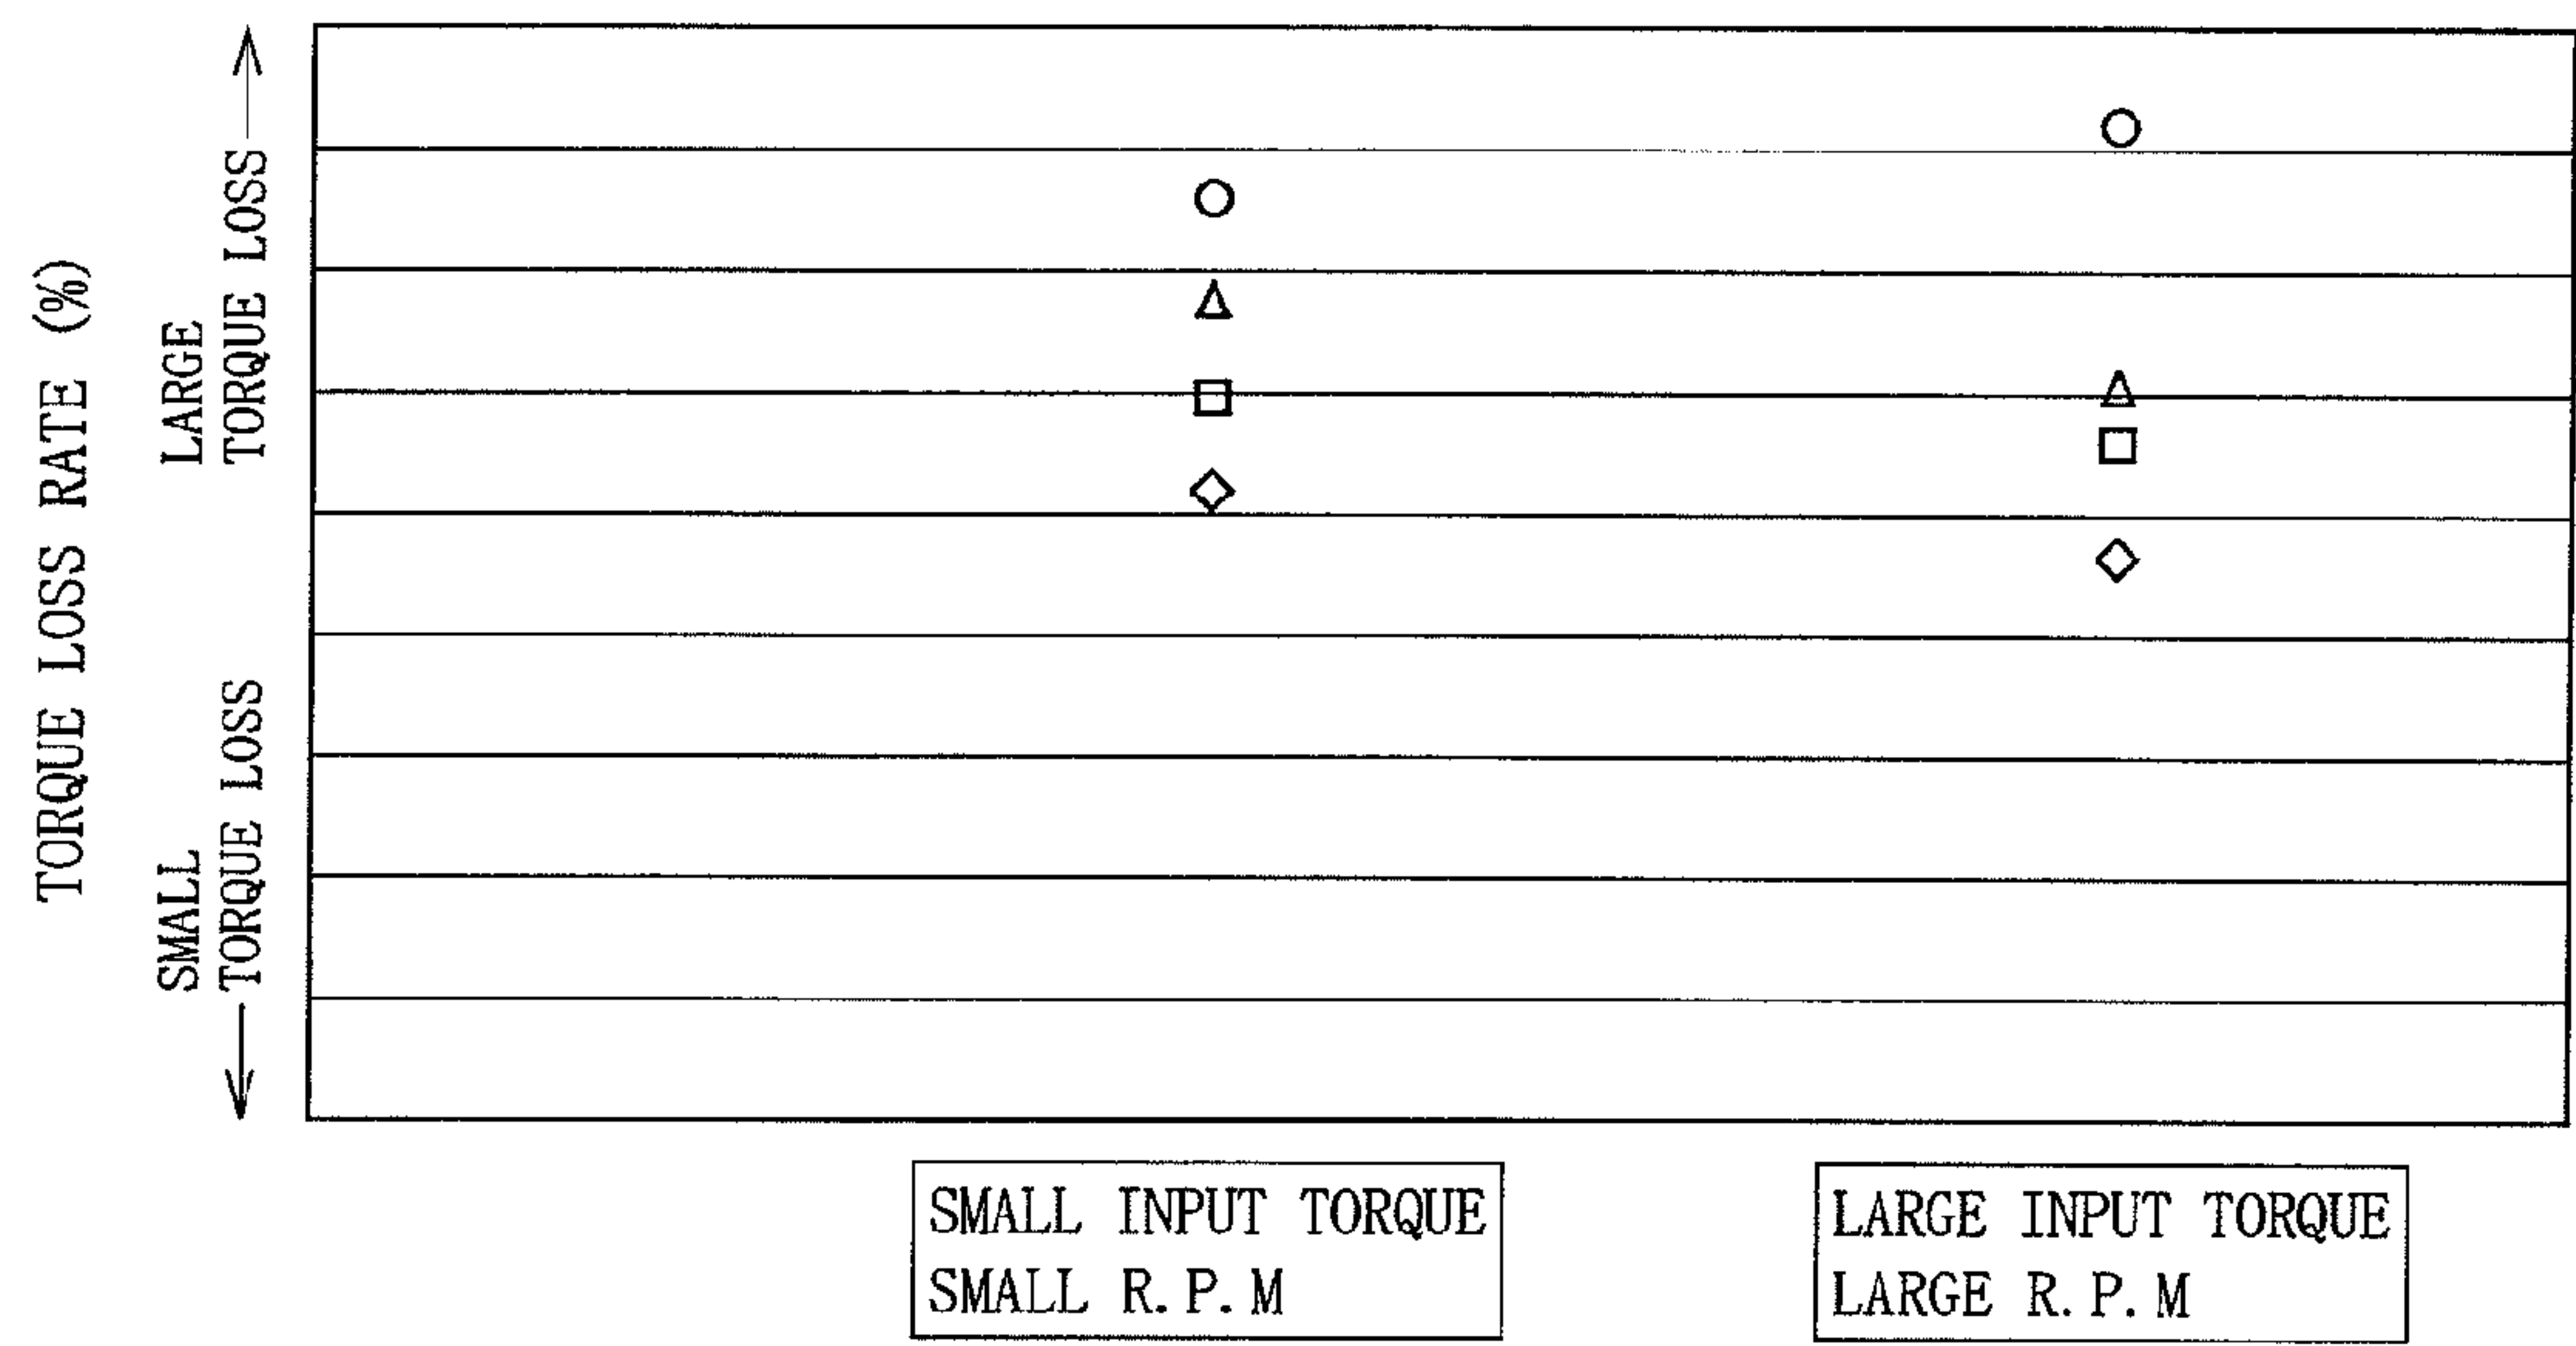 TORQUE LOSS RATE (%)
LARGE
TORQUE LOSS
SMALL
TORQUE LOSS
SMALL INPUT TORQUE
SMALL R.P.M
LARGE INPUT TORQUE
LARGE R.P.M